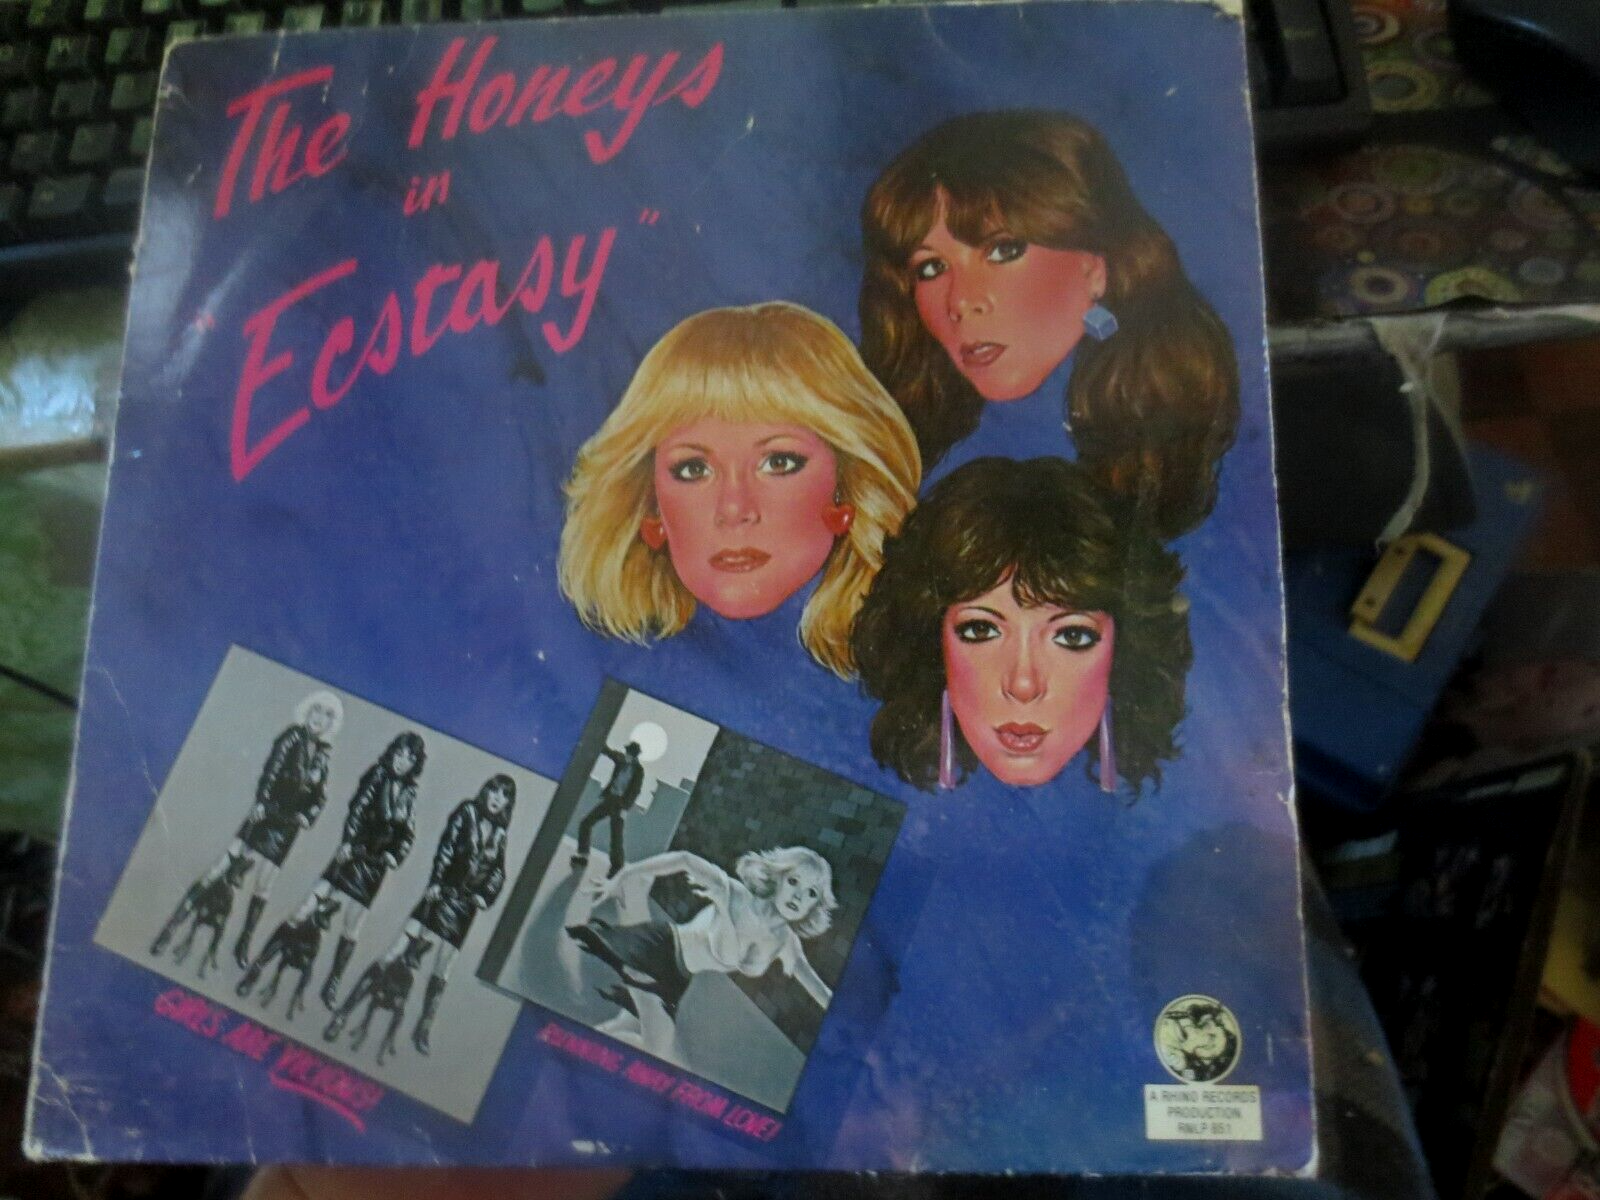 The Honeys
in
"Ecstasy"
GIRLS ARE VICIOUS!
RUNNING AWAY FROM LOVE!
A RHINO RECORDS
PRODUCTION
RNLP 851